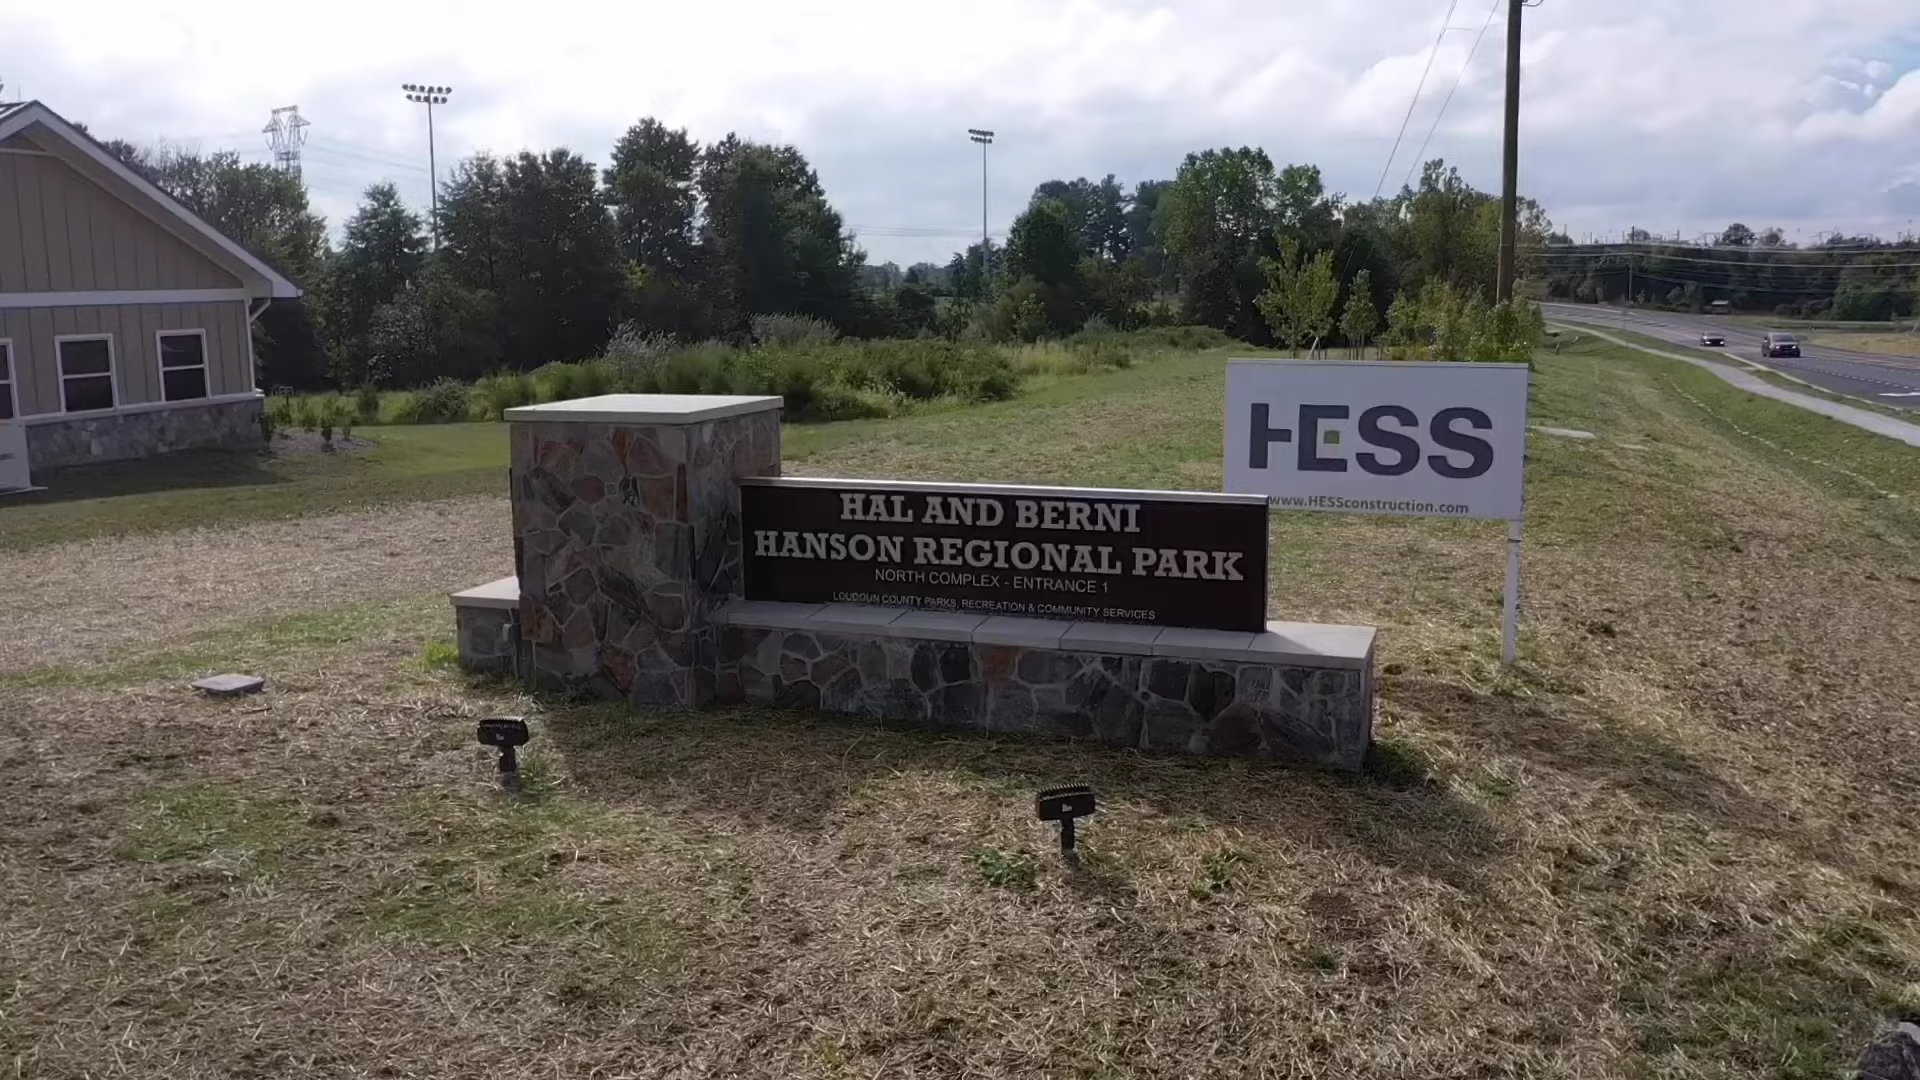 HAL AND BERNI
HANSON REGIONAL PARK
NORTH COMPLEX - ENTRANCE 1
LOUDOUN COUNTY PARKS, RECREATION & COMMUNITY SERVICES
HESS
www.HESSconstruction.com